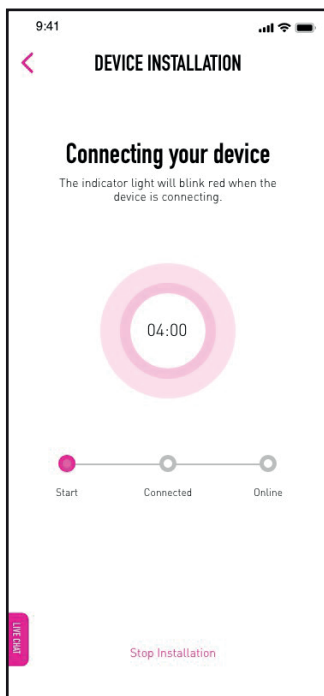 9:41
DEVICE INSTALLATION
Connecting your device
The indicator light will blink red when the
device is connecting.
04:00
Start Connected Online
LIVE CHAT
Stop Installation